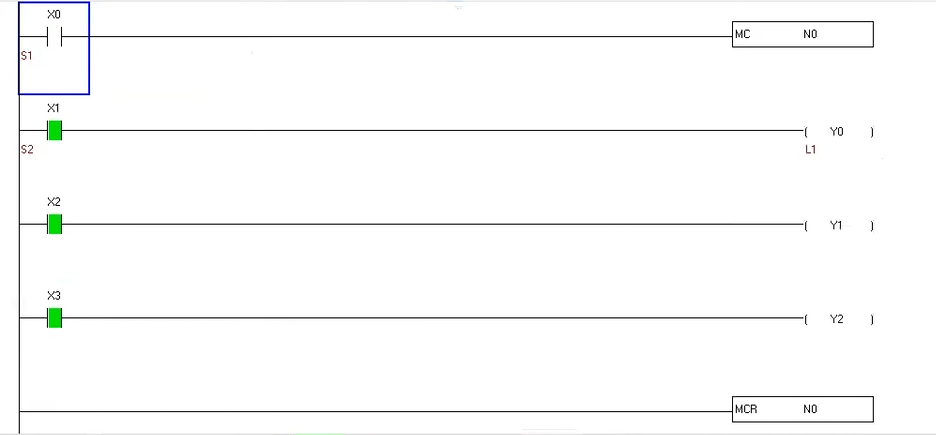 X0
MC N0
S1
X1
( Y0 )
S2 L1
X2
( Y1 )
X3
( Y2 )
MCR N0